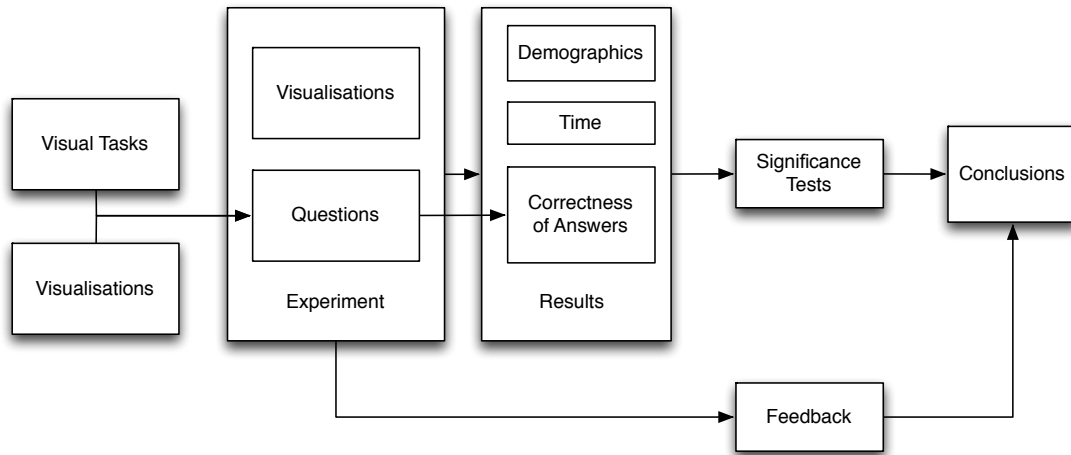 Visual Tasks
Visualisations
Visualisations
Questions
Experiment
Demographics
Time
Correctness
of Answers
Results
Significance
Tests
Conclusions
Feedback